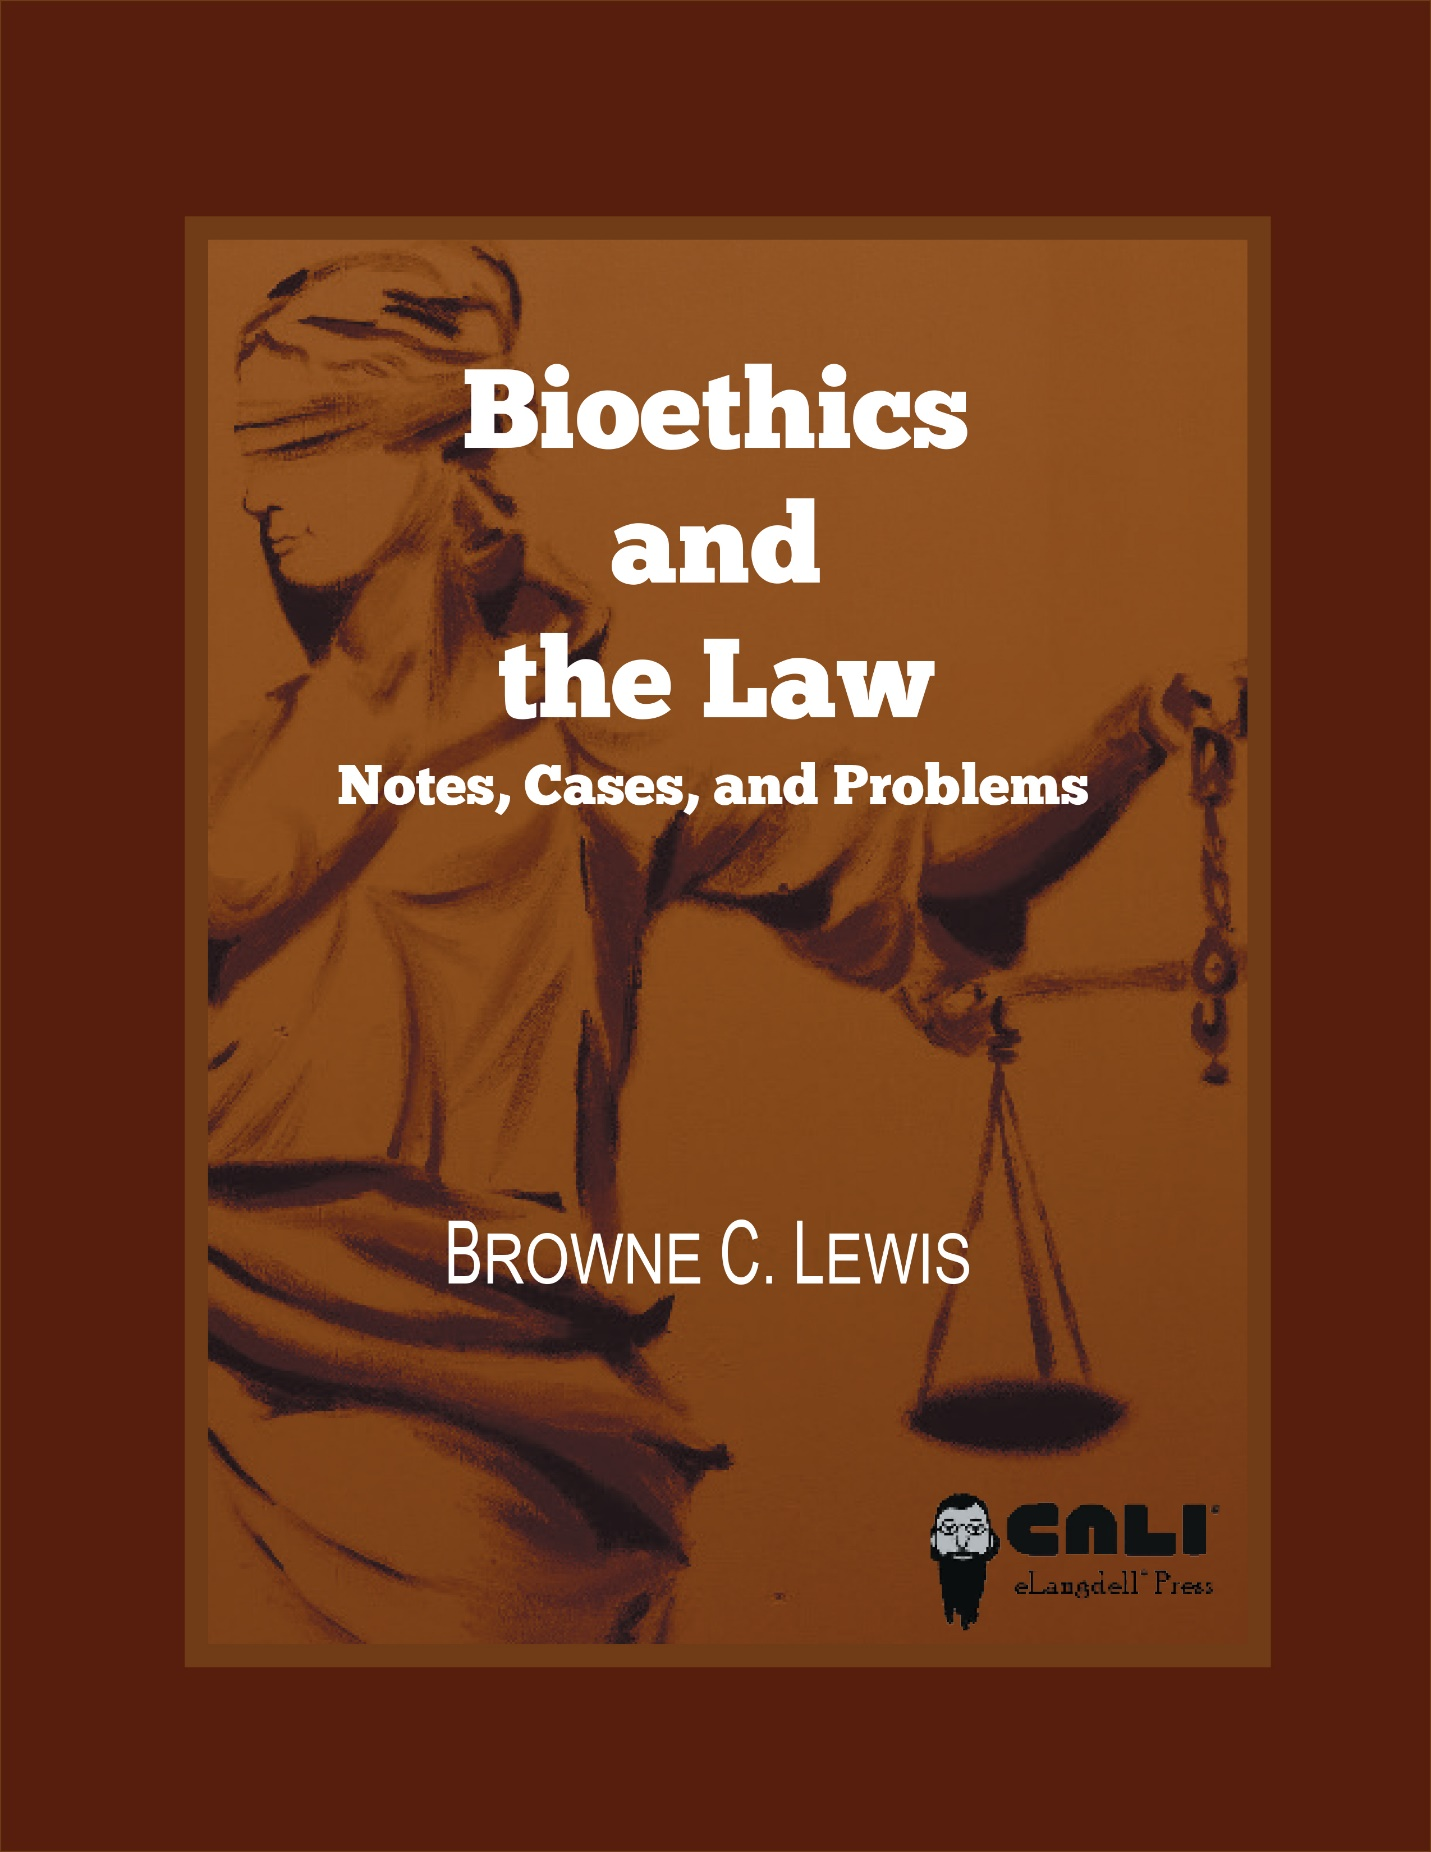 Bioethics
and
the Law
Notes, Cases, and Problems
BROWNE C. LEWIS
CALI®
eLangdell® Press